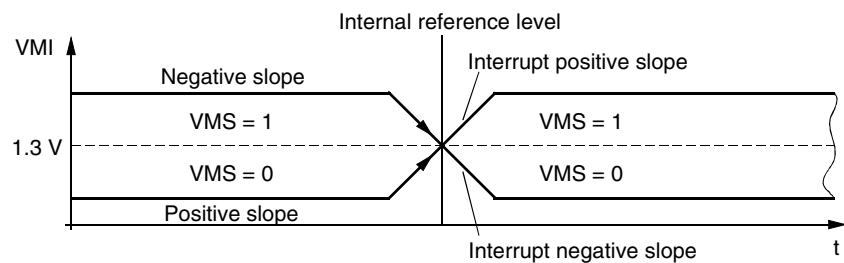 Internal reference level
VMI
Negative slope
Interrupt positive slope
VMS = 1
VMS = 1
1.3 V
VMS = 0
VMS = 0
Positive slope
Interrupt negative slope
t